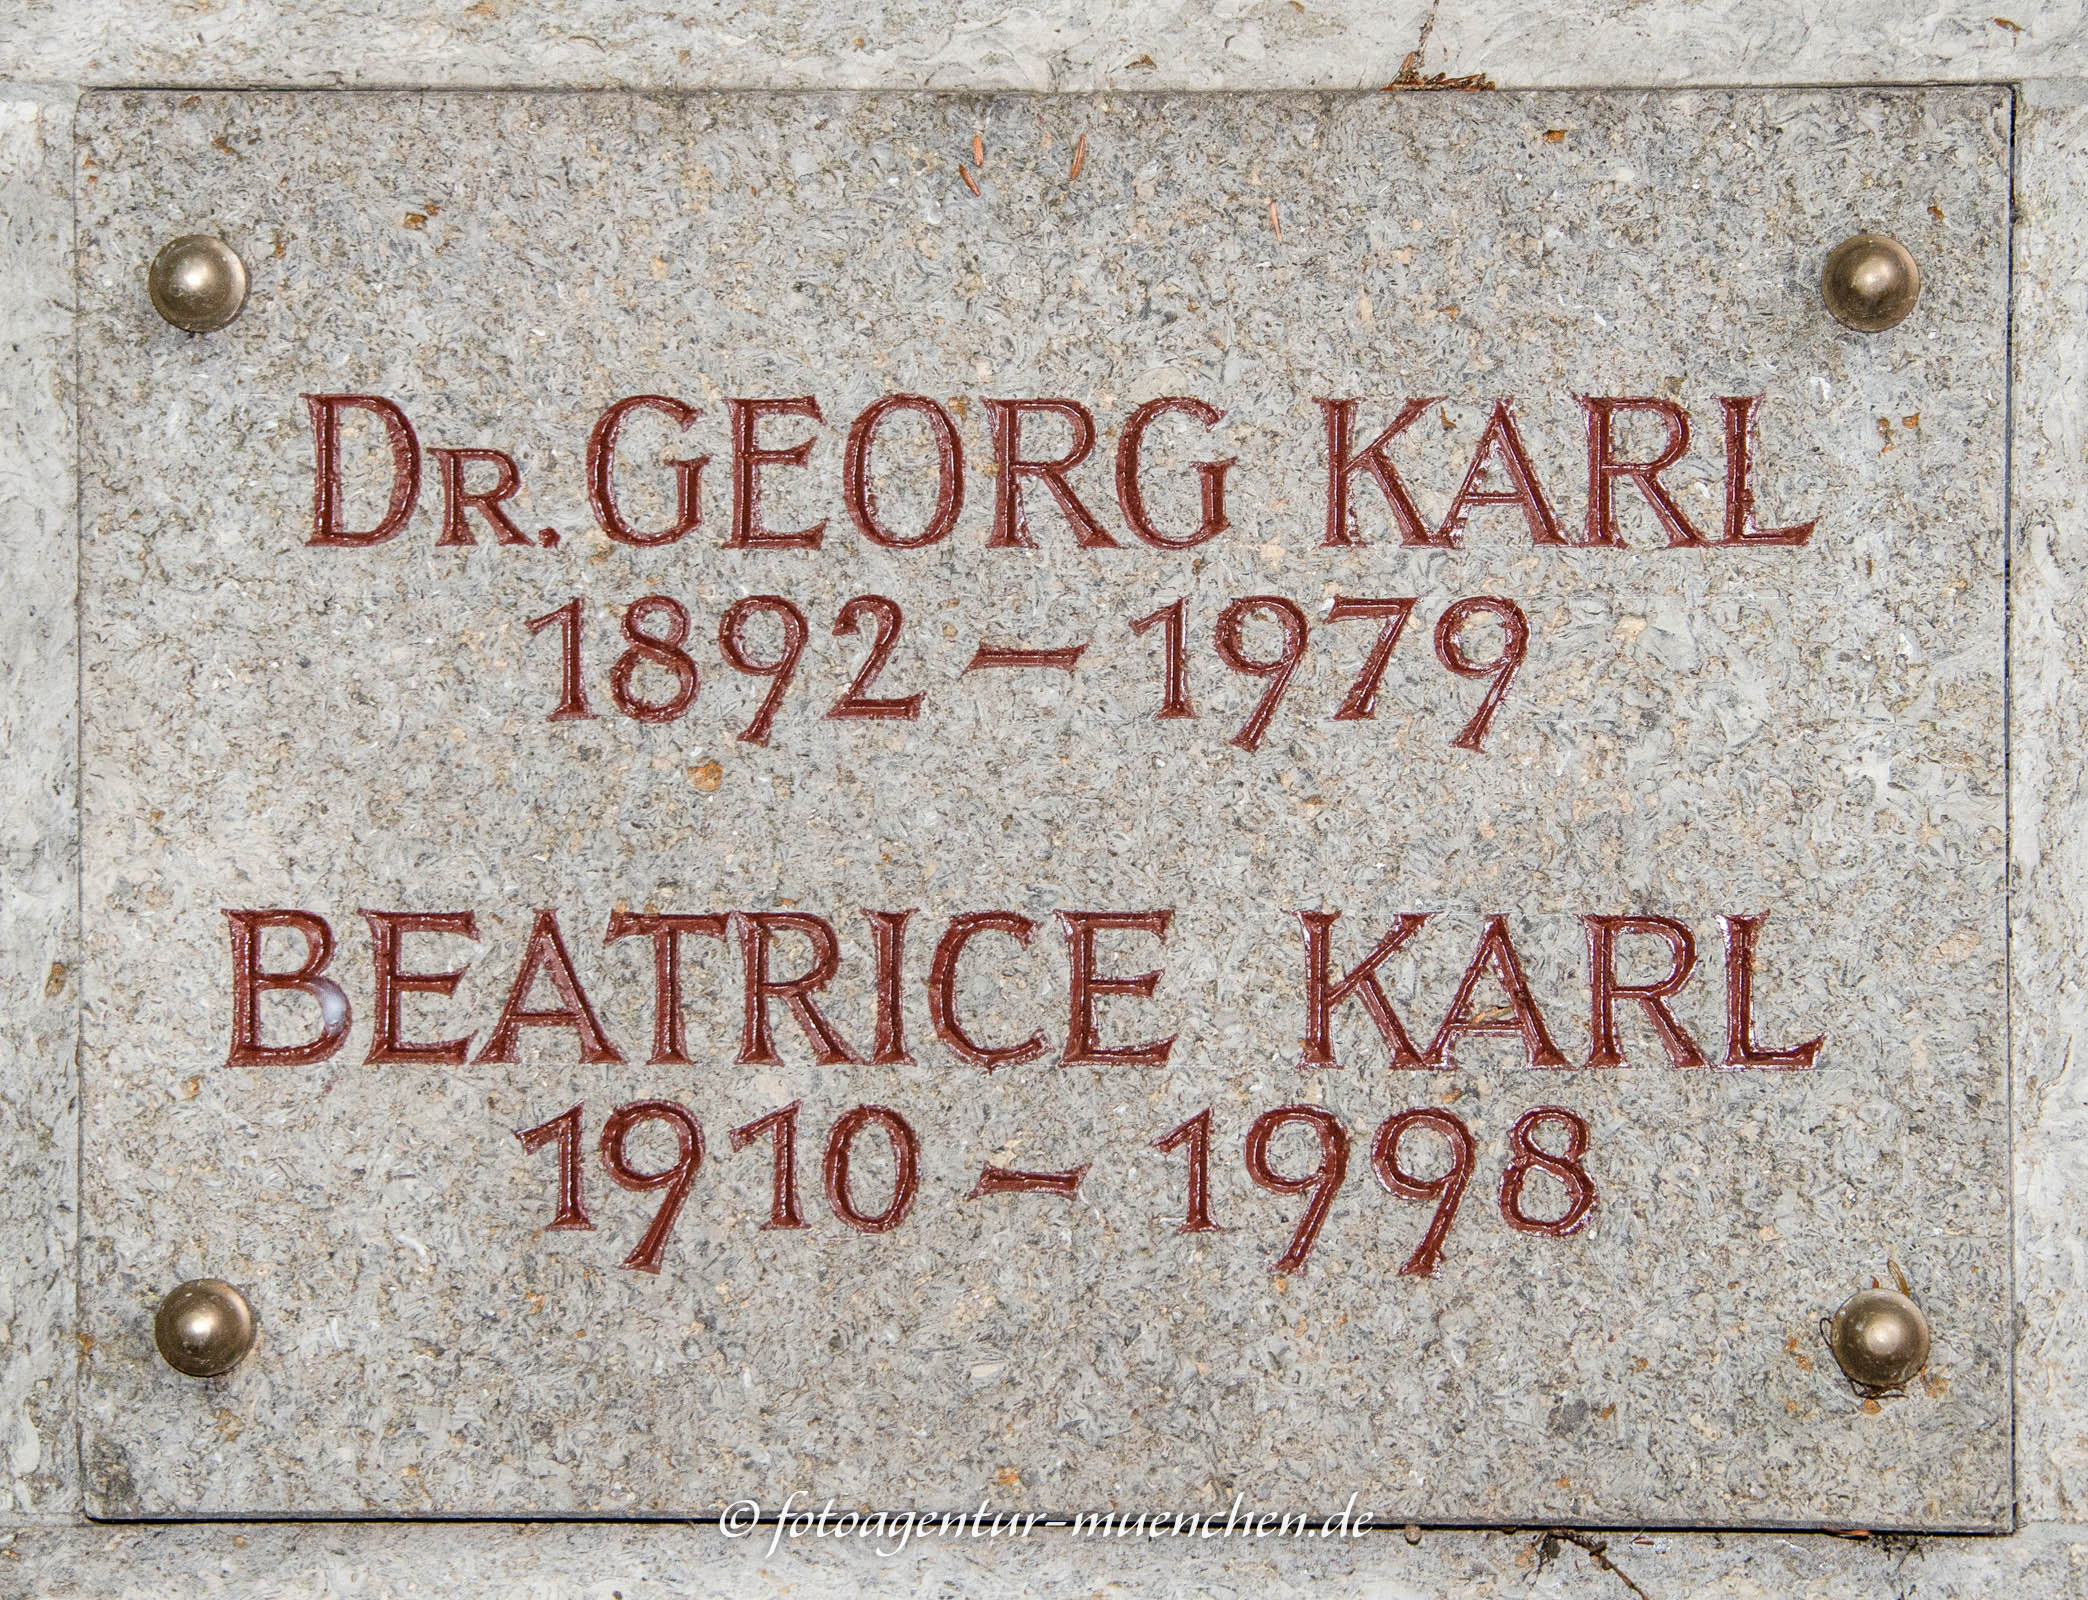 Dr. GEORG KARL
1892 – 1979
BEATRICE KARL
1910 – 1998
© fotoagentur-muenchen.de